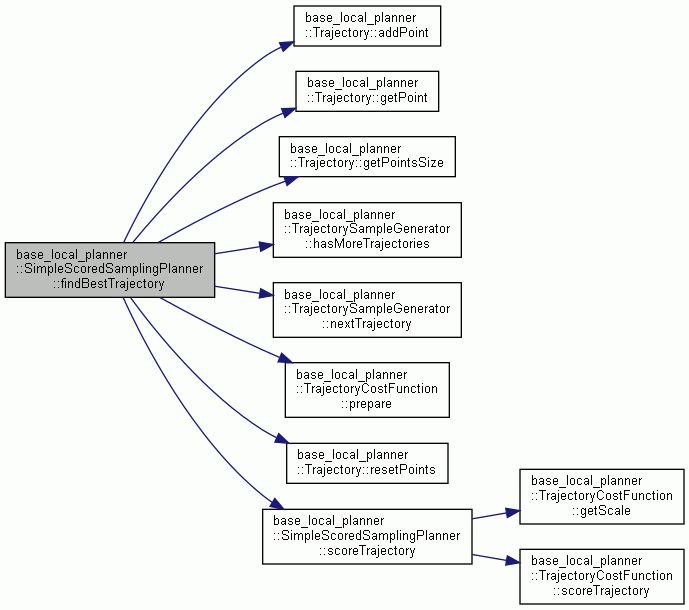 base_local_planner
::Trajectory::addPoint
base_local_planner
::Trajectory::getPoint
base_local_planner
::Trajectory::getPointsSize
base_local_planner
::TrajectorySampleGenerator
::hasMoreTrajectories
base_local_planner
::SimpleScoredSamplingPlanner
::findBestTrajectory
base_local_planner
::TrajectorySampleGenerator
::nextTrajectory
base_local_planner
::TrajectoryCostFunction
::prepare
base_local_planner
::Trajectory::resetPoints
base_local_planner
::SimpleScoredSamplingPlanner
::scoreTrajectory
base_local_planner
::TrajectoryCostFunction
::getScale
base_local_planner
::TrajectoryCostFunction
::scoreTrajectory